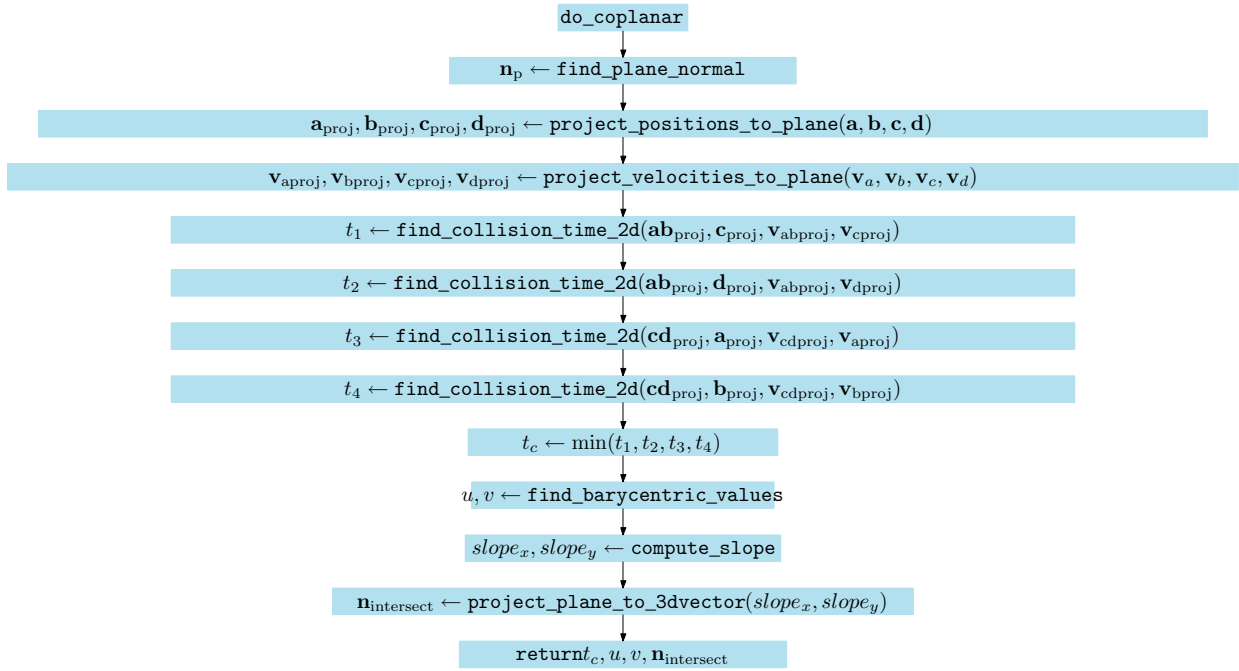 do_coplanar
n_p ← find_plane_normal
a_proj, b_proj, c_proj, d_proj ← project_positions_to_plane(a, b, c, d)
v_aproj, v_bproj, v_cproj, v_dproj ← project_velocities_to_plane(v_a, v_b, v_c, v_d)
t_1 ← find_collision_time_2d(ab_proj, c_proj, v_abproj, v_cproj)
t_2 ← find_collision_time_2d(ab_proj, d_proj, v_abproj, v_dproj)
t_3 ← find_collision_time_2d(cd_proj, a_proj, v_cdproj, v_aproj)
t_4 ← find_collision_time_2d(cd_proj, b_proj, v_cdproj, v_bproj)
t_c ← min(t_1, t_2, t_3, t_4)
u, v ← find_barycentric_values
slope_x, slope_y ← compute_slope
n_intersect ← project_plane_to_3dvector(slope_x, slope_y)
returnt_c, u, v, n_intersect